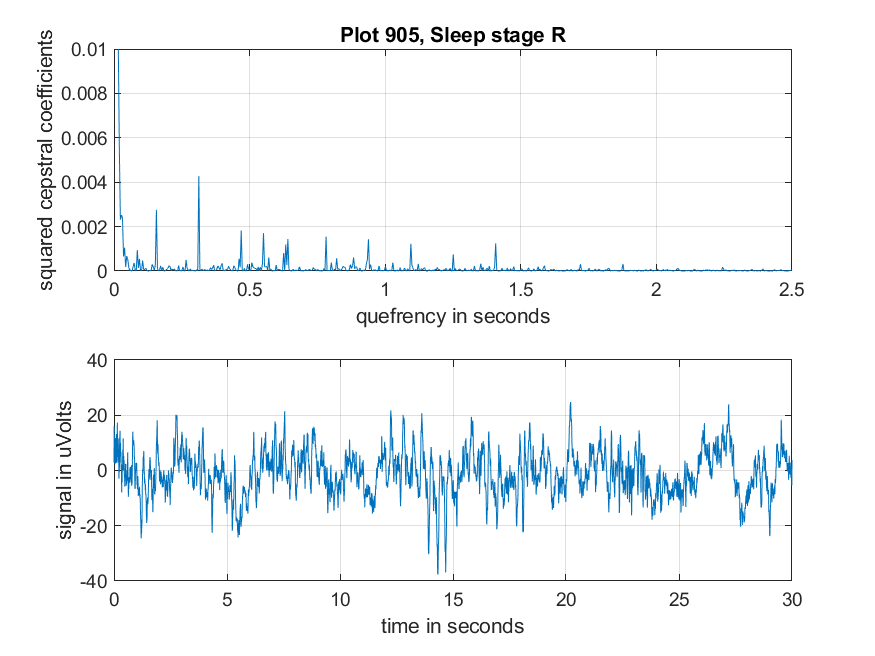 Plot 905, Sleep stage R
squared cepstral coefficients
0.01
0.008
0.006
0.004
0.002
0
0 0.5 1 1.5 2 2.5
quefrency in seconds
signal in uVolts
40
20
0
-20
-40
0 5 10 15 20 25 30
time in seconds